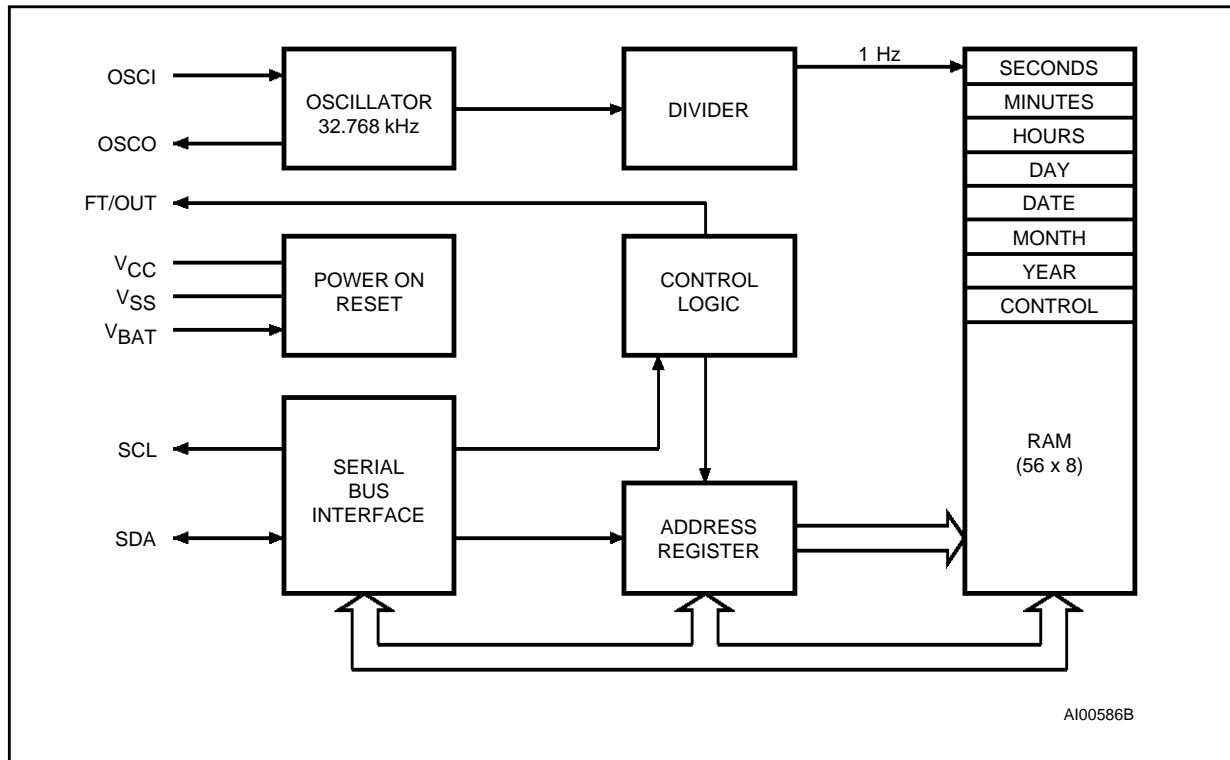 OSCI
OSCO
FT/OUT
VCC
VSS
VBAT
SCL
SDA
OSCILLATOR
32.768 kHz
DIVIDER
1 Hz
POWER ON
RESET
CONTROL
LOGIC
SERIAL
BUS
INTERFACE
ADDRESS
REGISTER
SECONDS
MINUTES
HOURS
DAY
DATE
MONTH
YEAR
CONTROL
RAM
(56 x 8)
AI00586B